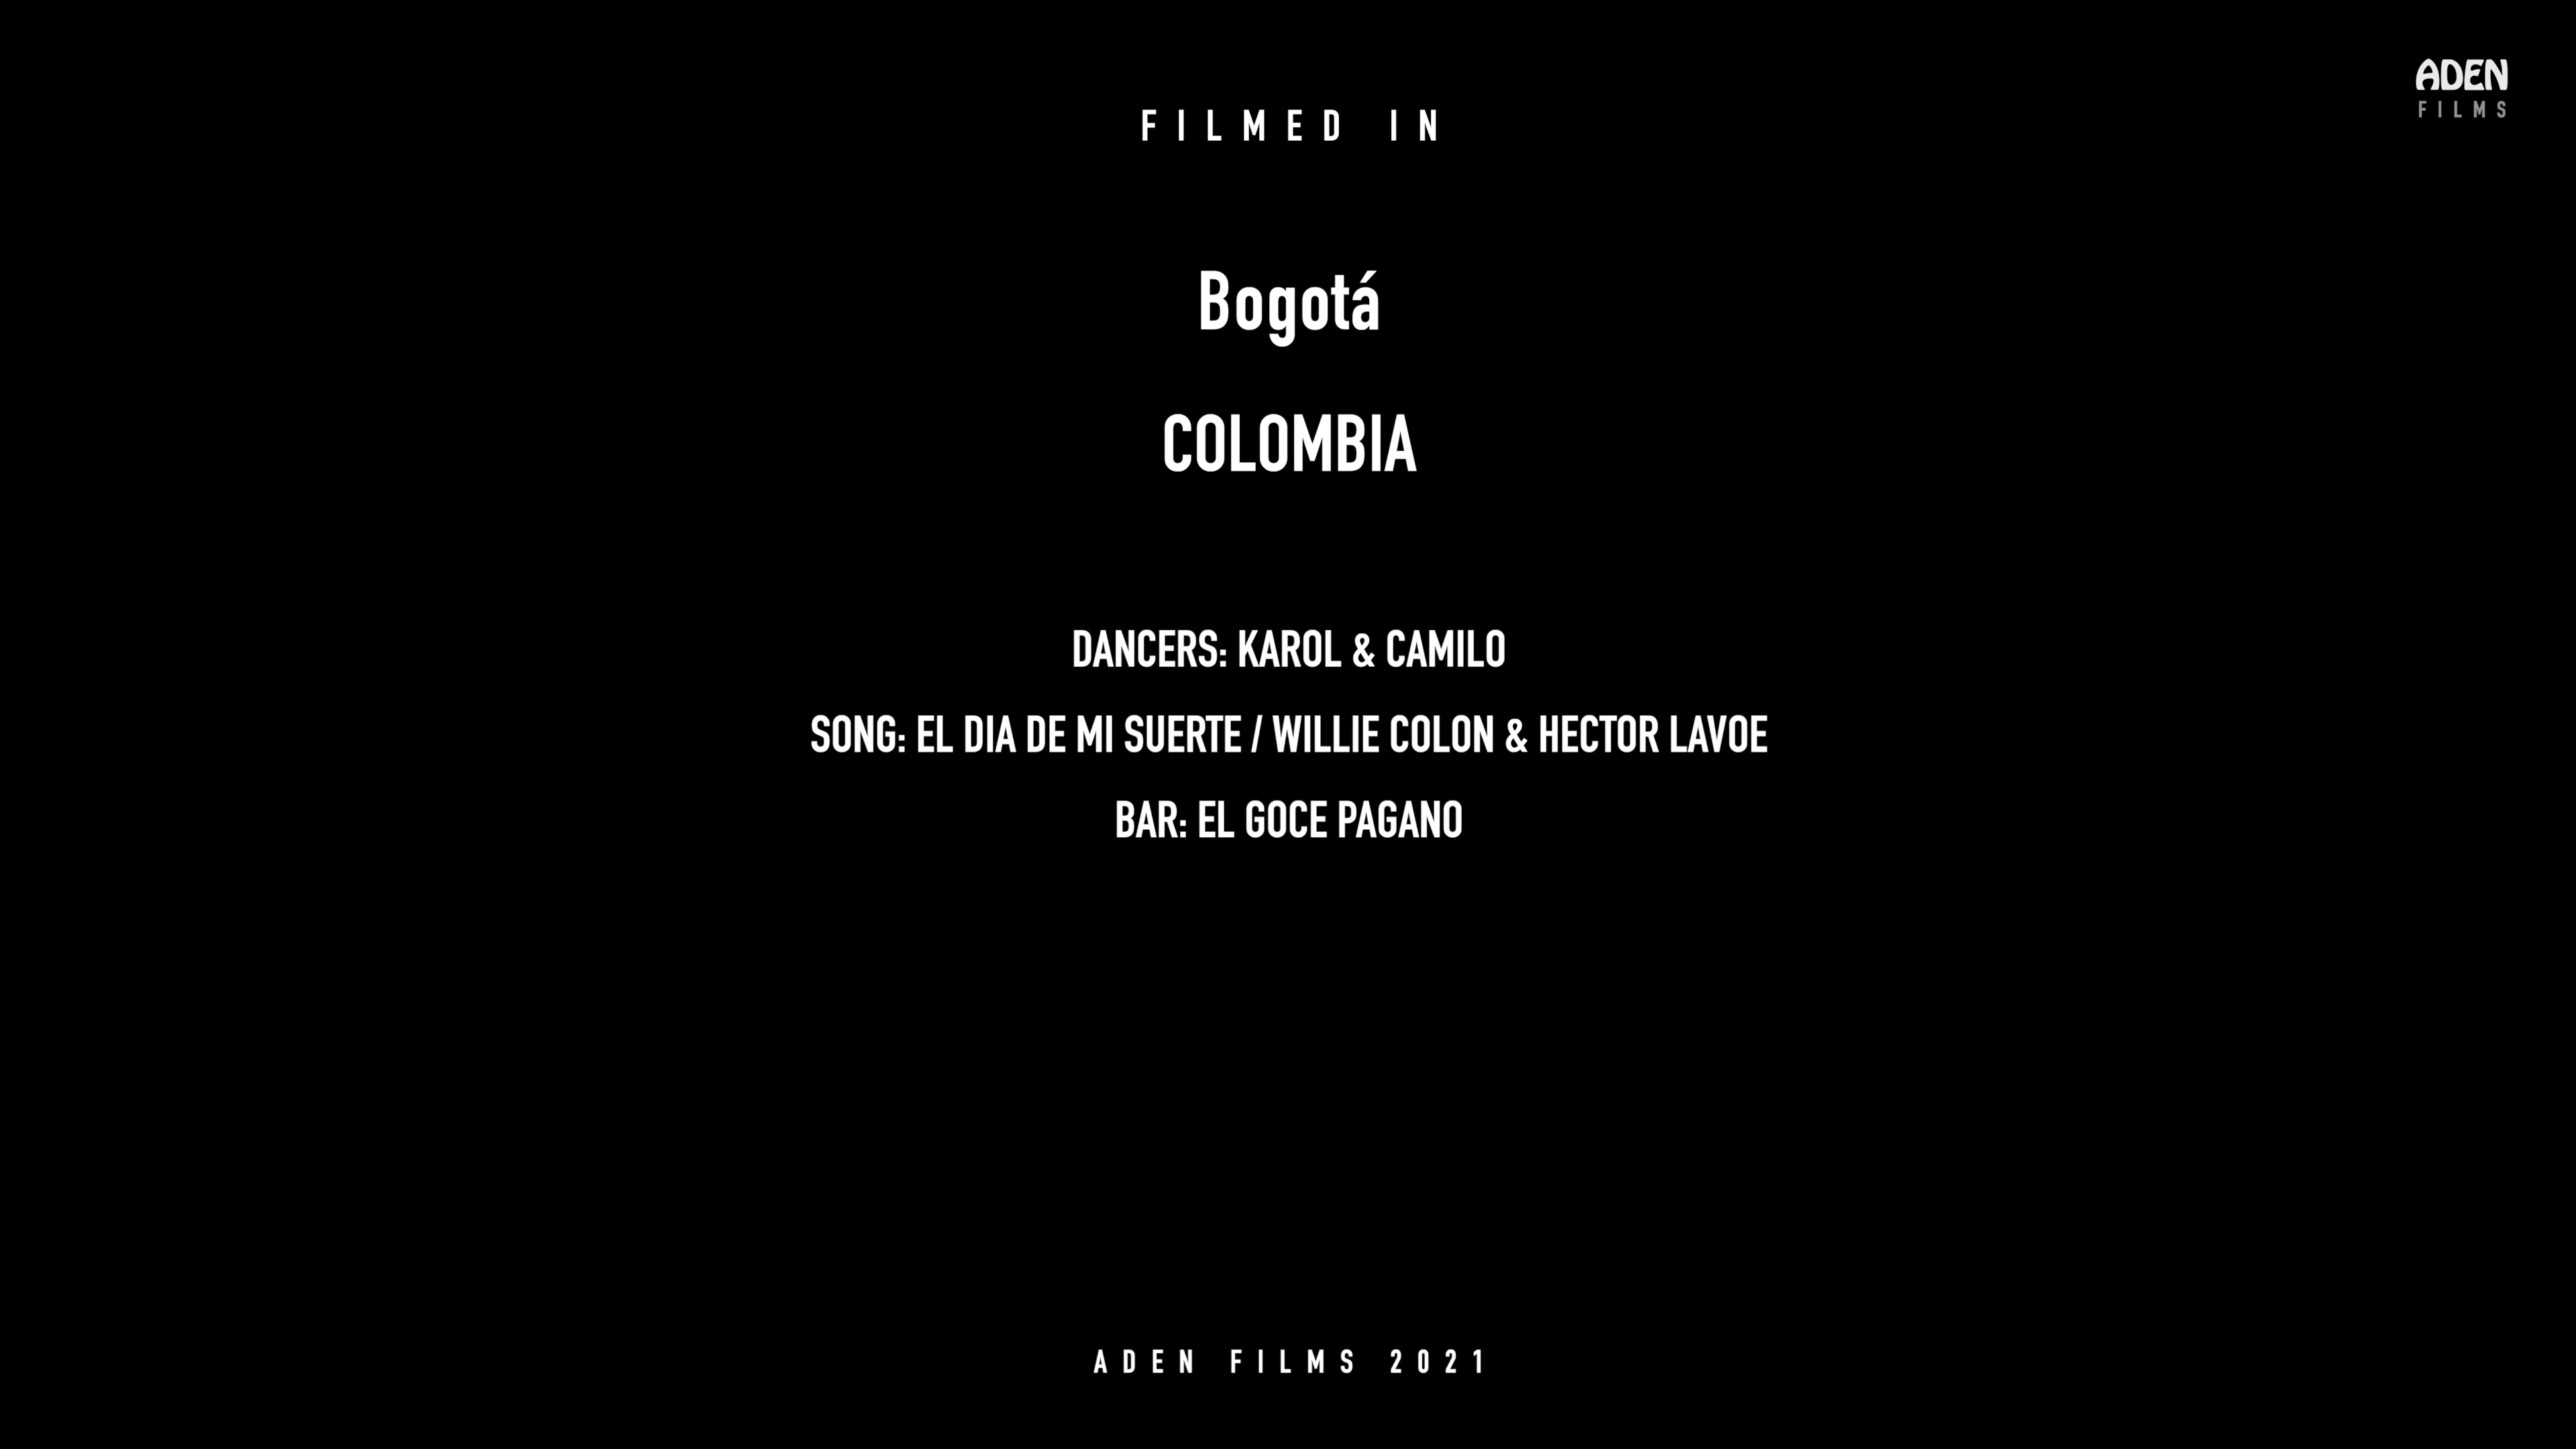 ADEN
FILMS
FILMED IN
Bogotá
COLOMBIA
DANCERS: KAROL & CAMILO
SONG: EL DIA DE MI SUERTE / WILLIE COLON & HECTOR LAVOE
BAR: EL GOCE PAGANO
ADEN FILMS 2021